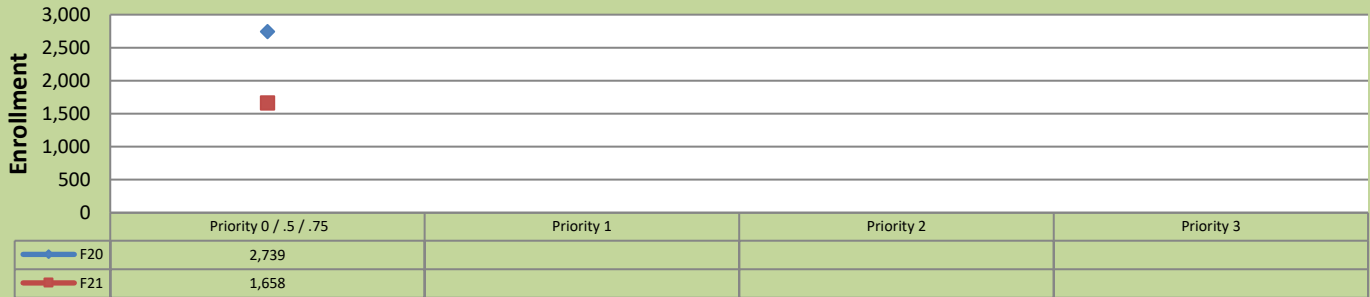 Enrollment
3,000
2,500
2,000
1,500
1,000
500
0
Priority 0 / .5 / .75 Priority 1 Priority 2 Priority 3
F20 2,739
F21 1,658